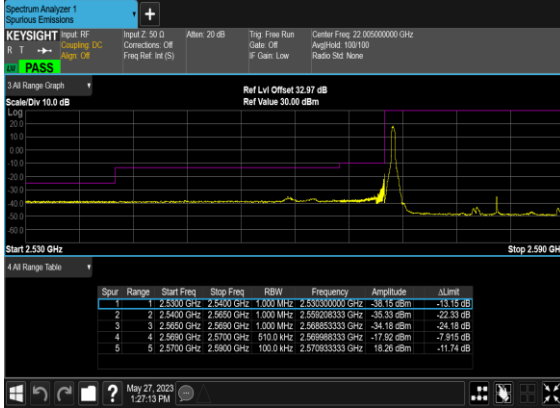 Spectrum Analyzer 1
Spurious Emissions
+
KEYSIGHT Input: RF Input Z: 50 Ω Atten: 20 dB Trig: Free Run Center Freq: 22.005000000 GHz
R T Coupling: DC Corrections: Off Gate: Off Avg|Hold: 100/100
Align: Off Freq Ref: Int (S) IF Gain: Low Radio Std: None
PASS
3 All Range Graph
Ref Lvl Offset 32.97 dB
Scale/Div 10.0 dB Ref Value 30.00 dBm
Log
20.0
10.0
0.00
-10.0
-20.0
-30.0
-40.0
-50.0
-60.0
Start 2.530 GHz Stop 2.590 GH
4 All Range Table
Spur Range Start Freq Stop Freq RBW Frequency Amplitude ΔLimit
1 1 2.5300 GHz 2.5400 GHz 1.000 MHz 2.530300000 GHz -38.15 dBm -13.15 dB
2 2 2.5400 GHz 2.5650 GHz 1.000 MHz 2.559208333 GHz -35.33 dBm -22.33 dB
3 3 2.5650 GHz 2.5690 GHz 1.000 MHz 2.568853333 GHz -34.18 dBm -24.18 dB
4 4 2.5690 GHz 2.5700 GHz 510.0 kHz 2.569988333 GHz -17.92 dBm -7.915 dB
5 5 2.5700 GHz 2.5900 GHz 100.0 kHz 2.570933333 GHz 18.26 dBm -11.74 dB
?
May 27, 2023
1:27:13 PM